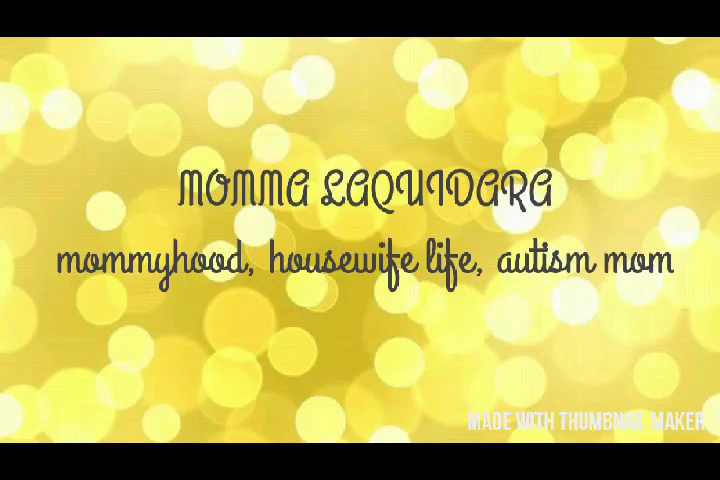 MOMMA LAQUIDARA
mommyhood, housewife life, autism mom
MADE WITH THUMBNAIL MAKER